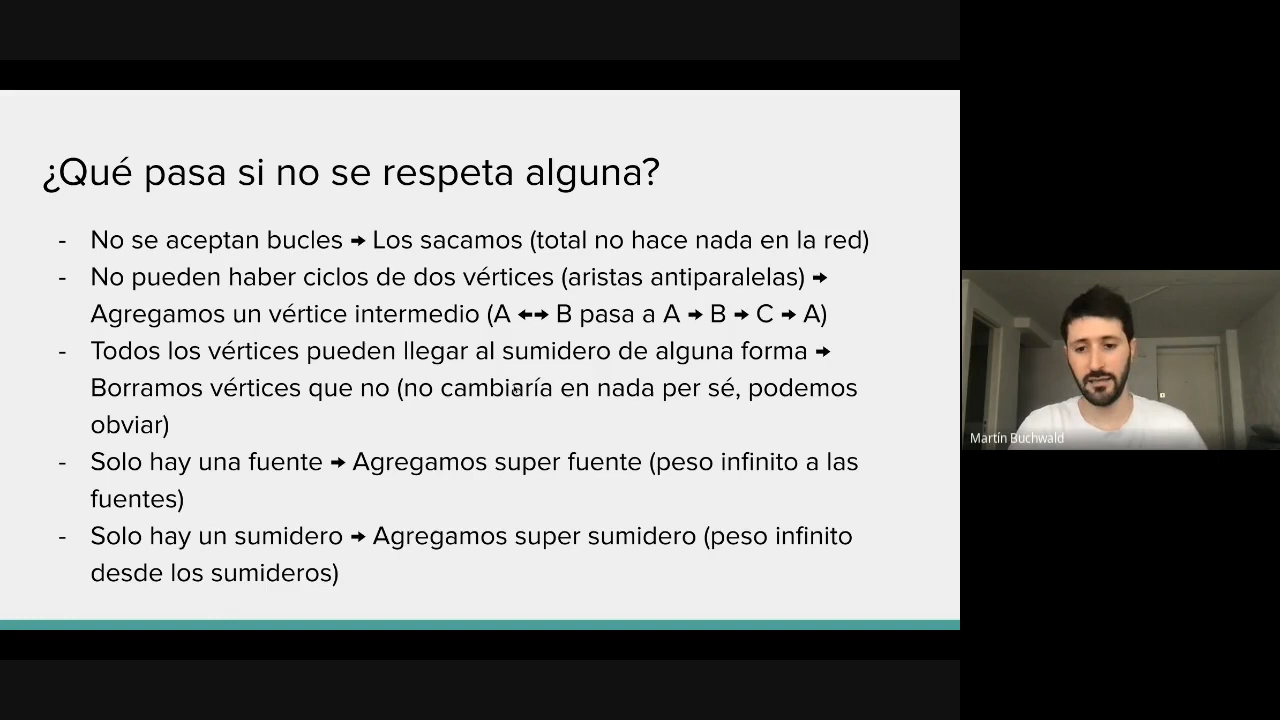 ¿Qué pasa si no se respeta alguna?
- No se aceptan bucles → Los sacamos (total no hace nada en la red)
- No pueden haber ciclos de dos vértices (aristas antiparalelas) →
Agregamos un vértice intermedio (A ←→ B pasa a A → B → C → A)
- Todos los vértices pueden llegar al sumidero de alguna forma →
Borramos vértices que no (no cambiaría en nada per sé, podemos
obviar)
- Solo hay una fuente → Agregamos super fuente (peso infinito a las
fuentes)
- Solo hay un sumidero → Agregamos super sumidero (peso infinito
desde los sumideros)
Martín Buchwald